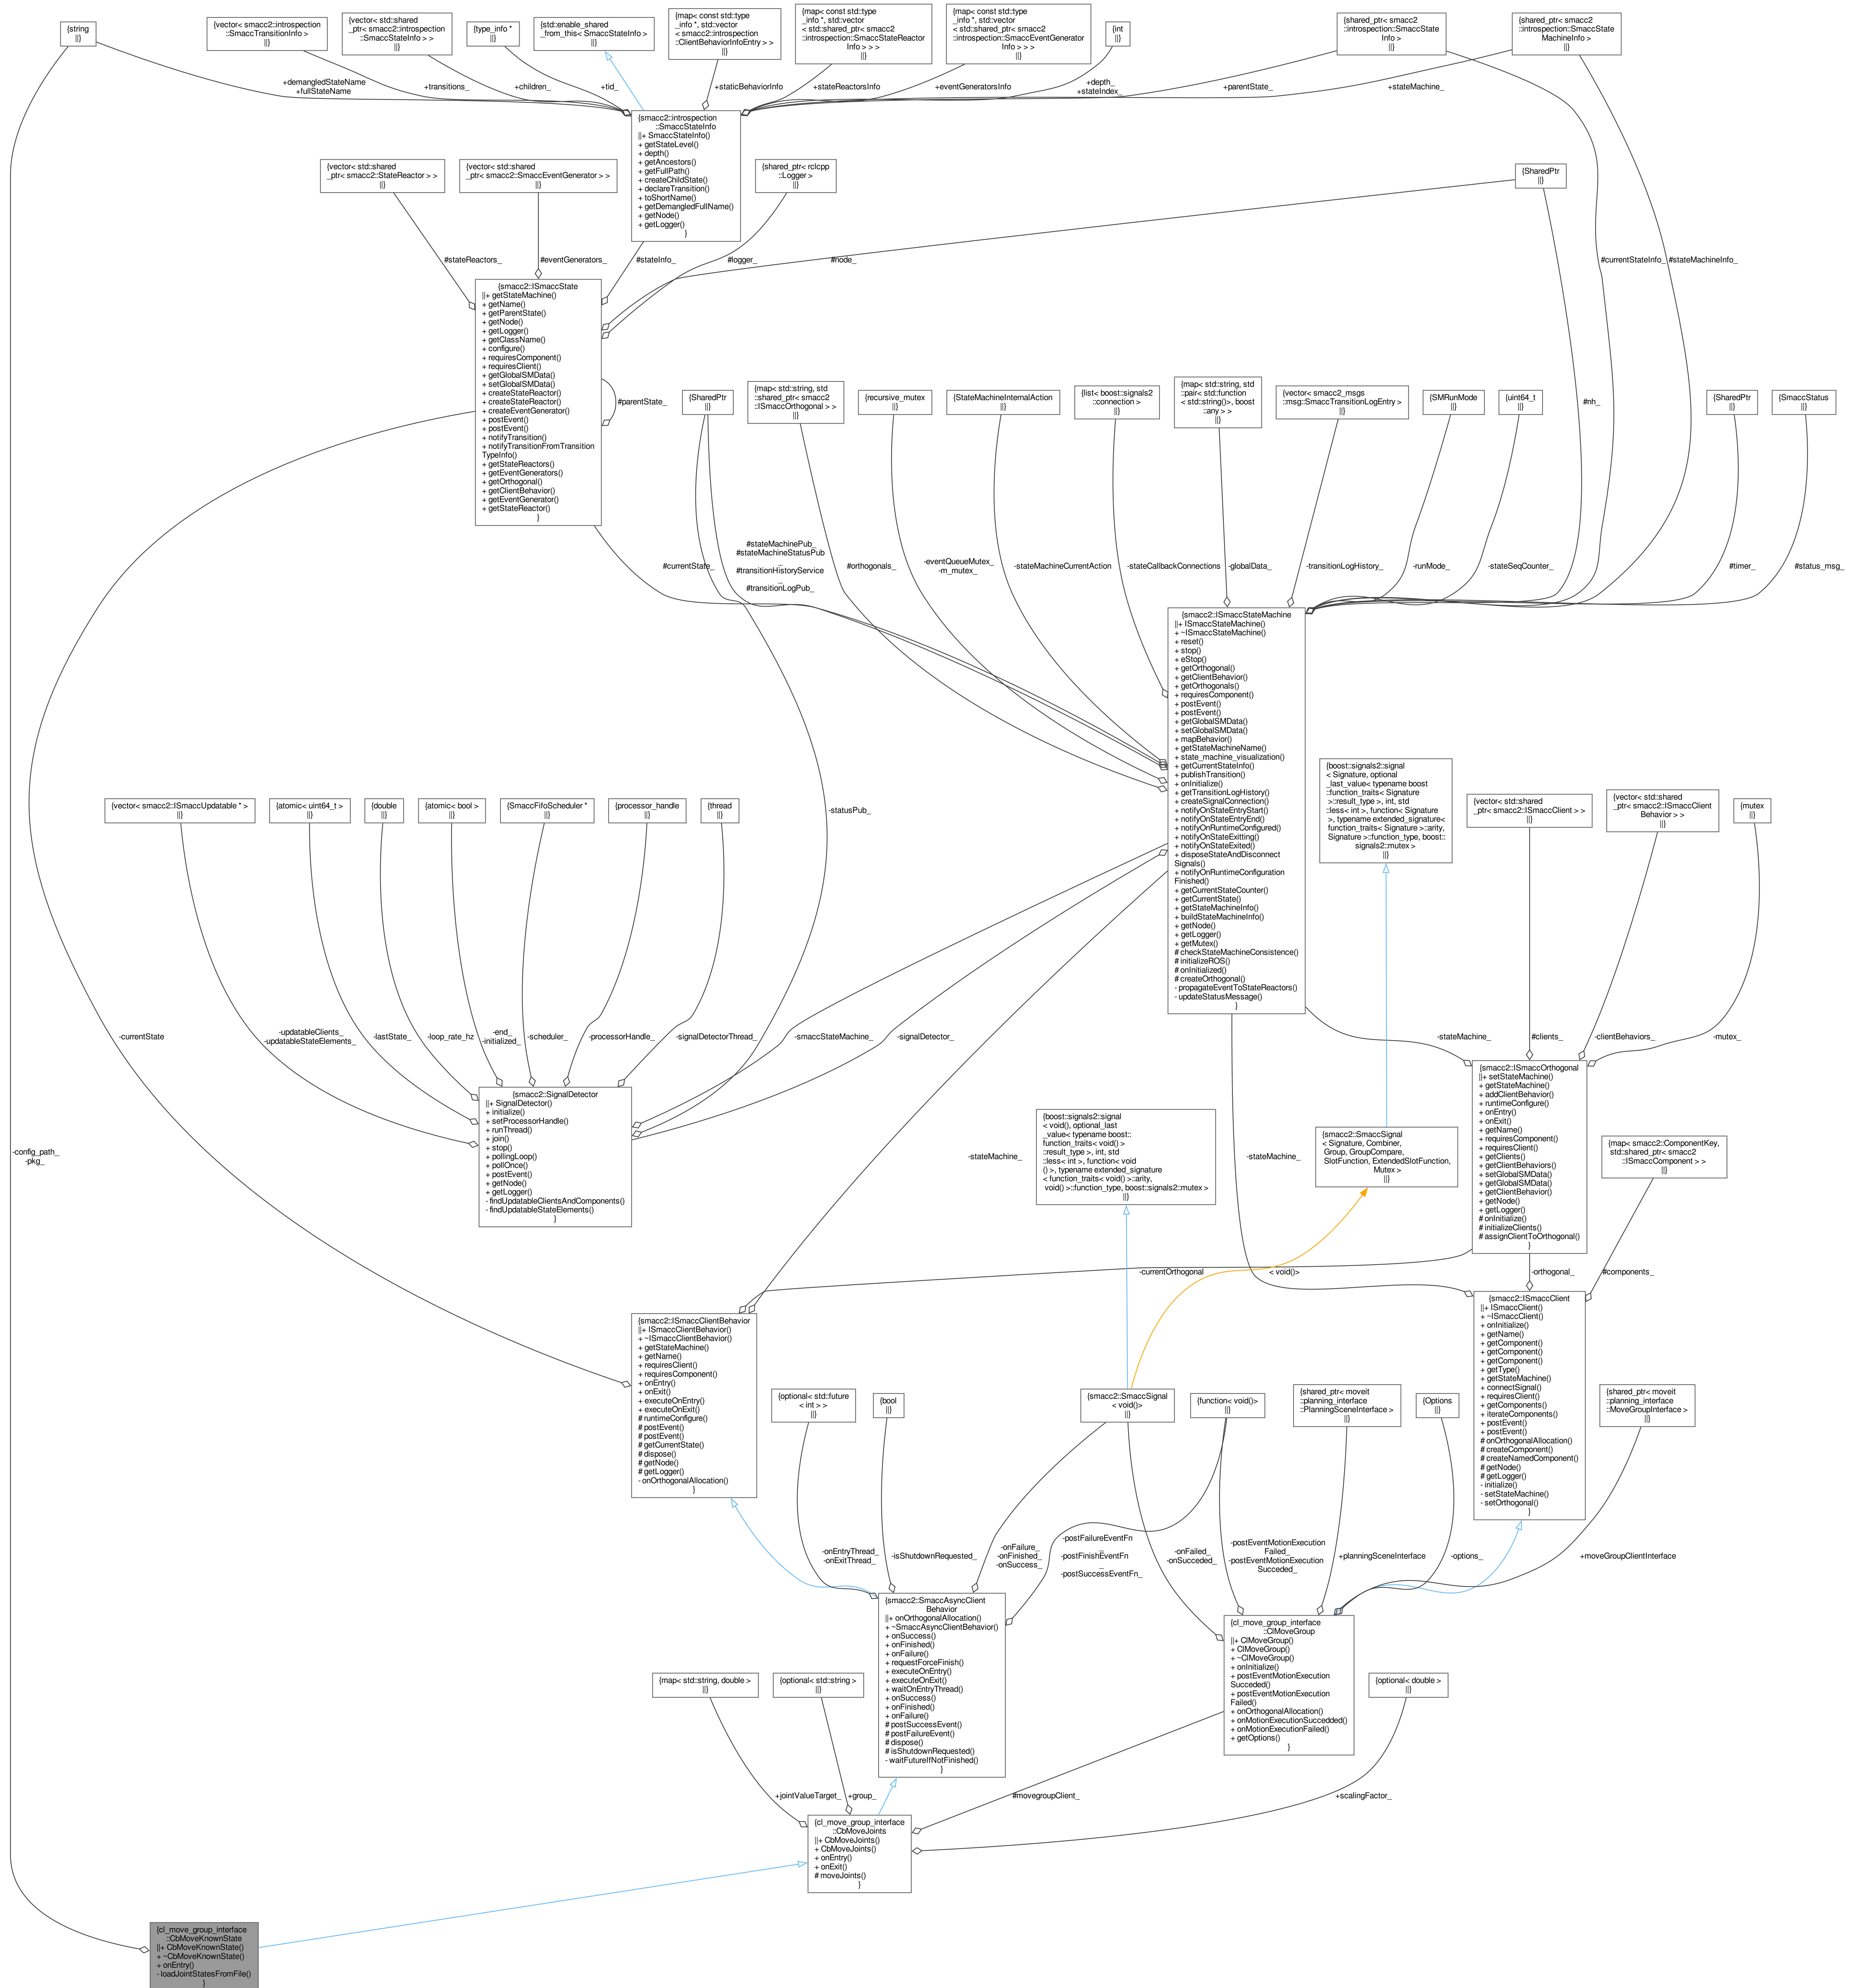 {string
||}
{vector< smacc2::introspection
::SmaccTransitionInfo >
||}
{vector< std::shared
_ptr< smacc2::introspection
::SmaccStateInfo > >
||}
{type_info *
||}
{std::enable_shared
_from_this< SmaccStateInfo >
||}
{map< const std::type
_info *, std::vector
< smacc2::introspection
::ClientBehaviorInfoEntry > >
||}
{map< const std::type
_info *, std::vector
< std::shared_ptr< smacc2
::introspection::SmaccStateReactor
Info > > >
||}
{map< const std::type
_info *, std::vector
< std::shared_ptr< smacc2
::introspection::SmaccEventGenerator
Info > > >
||}
{int
||}
{shared_ptr< smacc2
::introspection::SmaccState
Info >
||}
{shared_ptr< smacc2
::introspection::SmaccState
MachineInfo >
||}
+demangledStateName
+fullStateName
+transitions_
+children_
+tid_
+staticBehaviorInfo
+stateReactorsInfo
+eventGeneratorsInfo
+depth_
+stateIndex_
+parentState_
+stateMachine_
{smacc2::introspection
::SmaccStateInfo
||+ SmaccStateInfo()
+ getStateLevel()
+ depth()
+ getAncestors()
+ getFullPath()
+ createChildState()
+ declareTransition()
+ toShortName()
+ getDemangledFullName()
+ getNode()
+ getLogger()
}
{vector< std::shared
_ptr< smacc2::StateReactor > >
||}
{vector< std::shared
_ptr< smacc2::SmaccEventGenerator > >
||}
{shared_ptr< rclcpp
::Logger >
||}
{SharedPtr
||}
#stateReactors_
#eventGenerators_
#stateInfo_
#logger_
#node_
#currentStateInfo_
#stateMachineInfo_
{smacc2::ISmaccState
||+ getStateMachine()
+ getName()
+ getParentState()
+ getNode()
+ getLogger()
+ getClassName()
+ configure()
+ requiresComponent()
+ requiresClient()
+ getGlobalSMData()
+ setGlobalSMData()
+ createStateReactor()
+ createStateReactor()
+ createEventGenerator()
+ postEvent()
+ postEvent()
+ notifyTransition()
+ notifyTransitionFromTransition
TypeInfo()
+ getStateReactors()
+ getEventGenerators()
+ getOrthogonal()
+ getClientBehavior()
+ getEventGenerator()
+ getStateReactor()
}
#parentState_
{SharedPtr
||}
{map< std::string, std
::shared_ptr< smacc2
::ISmaccOrthogonal > >
||}
{recursive_mutex
||}
{StateMachineInternalAction
||}
{list< boost::signals2
::connection >
||}
{map< std::string, std
::pair< std::function
< std::string()>, boost
::any > >
||}
{vector< smacc2_msgs
::msg::SmaccTransitionLogEntry >
||}
{SMRunMode
||}
{uint64_t
||}
#nh_
{SharedPtr
||}
{SmaccStatus
||}
#currentState_
#stateMachinePub_
#stateMachineStatusPub
_
#transitionHistoryService
_
#transitionLogPub_
#orthogonals_
-eventQueueMutex_
-m_mutex_
-stateMachineCurrentAction
-stateCallbackConnections
-globalData_
-transitionLogHistory_
-runMode_
-stateSeqCounter_
#timer_
#status_msg_
{smacc2::ISmaccStateMachine
||+ ISmaccStateMachine()
+ ~ISmaccStateMachine()
+ reset()
+ stop()
+ eStop()
+ getOrthogonal()
+ getClientBehavior()
+ getOrthogonals()
+ requiresComponent()
+ postEvent()
+ postEvent()
+ getGlobalSMData()
+ setGlobalSMData()
+ mapBehavior()
+ getStateMachineName()
+ state_machine_visualization()
+ getCurrentStateInfo()
+ publishTransition()
+ onInitialize()
+ getTransitionLogHistory()
+ createSignalConnection()
+ notifyOnStateEntryStart()
+ notifyOnStateEntryEnd()
+ notifyOnRuntimeConfigured()
+ notifyOnStateExitting()
+ notifyOnStateExited()
+ disposeStateAndDisconnect
Signals()
+ notifyOnRuntimeConfiguration
Finished()
+ getCurrentStateCounter()
+ getCurrentState()
+ getStateMachineInfo()
+ buildStateMachineInfo()
+ getNode()
+ getLogger()
+ getMutex()
# checkStateMachineConsistence()
# initializeROS()
# onInitialized()
# createOrthogonal()
- propagateEventToStateReactors()
- updateStatusMessage()
}
{boost::signals2::signal
< Signature, optional
_last_value< typename boost
::function_traits< Signature
>::result_type >, int, std
::less< int >, function< Signature
>, typename extended_signature<
function_traits< Signature >::arity,
Signature >::function_type, boost::
signals2::mutex >
||}
{vector< std::shared
_ptr< smacc2::ISmaccClient > >
||}
{vector< std::shared
_ptr< smacc2::ISmaccClient
Behavior > >
||}
{mutex
||}
{vector< smacc2::ISmaccUpdatable * >
||}
{atomic< uint64_t >
||}
{double
||}
{atomic< bool >
||}
{SmaccFifoScheduler *
||}
{processor_handle
||}
{thread
||}
-statusPub_
-currentState
-updatableClients_
-updatableStateElements_
-lastState_
-loop_rate_hz
-end_
-initialized_
-scheduler_
-processorHandle_
-signalDetectorThread_
-smaccStateMachine_
-signalDetector_
-stateMachine_
#clients_
-clientBehaviors_
-mutex_
{smacc2::SignalDetector
||+ SignalDetector()
+ initialize()
+ setProcessorHandle()
+ runThread()
+ join()
+ stop()
+ pollingLoop()
+ pollOnce()
+ postEvent()
+ getNode()
+ getLogger()
- findUpdatableClientsAndComponents()
- findUpdatableStateElements()
}
{smacc2::ISmaccOrthogonal
||+ setStateMachine()
+ getStateMachine()
+ addClientBehavior()
+ runtimeConfigure()
+ onEntry()
+ onExit()
+ getName()
+ requiresComponent()
+ requiresClient()
+ getClients()
+ getClientBehaviors()
+ setGlobalSMData()
+ getGlobalSMData()
+ getClientBehavior()
+ getNode()
+ getLogger()
# onInitialize()
# initializeClients()
# assignClientToOrthogonal()
}
{boost::signals2::signal
< void(), optional_last
_value< typename boost::
function_traits< void() >
::result_type >, int, std
::less< int >, function< void
() >, typename extended_signature
< function_traits< void() >::arity,
void() >::function_type, boost::signals2::mutex >
||}
{smacc2::SmaccSignal
< Signature, Combiner,
Group, GroupCompare,
SlotFunction, ExtendedSlotFunction,
Mutex >
||}
{map< smacc2::ComponentKey,
std::shared_ptr< smacc2
::ISmaccComponent > >
||}
-config_path_
-pkg_
-stateMachine_
-stateMachine_
-currentOrthogonal
< void()>
-orthogonal_
#components_
{smacc2::ISmaccClientBehavior
||+ ISmaccClientBehavior()
+ ~ISmaccClientBehavior()
+ getStateMachine()
+ getName()
+ requiresClient()
+ requiresComponent()
+ onEntry()
+ onExit()
+ executeOnEntry()
+ executeOnExit()
# runtimeConfigure()
# postEvent()
# postEvent()
# getCurrentState()
# dispose()
# getNode()
# getLogger()
- onOrthogonalAllocation()
}
{smacc2::ISmaccClient
||+ ISmaccClient()
+ ~ISmaccClient()
+ onInitialize()
+ getName()
+ getComponent()
+ getComponent()
+ getComponent()
+ getType()
+ getStateMachine()
+ connectSignal()
+ requiresClient()
+ getComponents()
+ iterateComponents()
+ postEvent()
+ postEvent()
# onOrthogonalAllocation()
# createComponent()
# createNamedComponent()
# getNode()
# getLogger()
- initialize()
- setStateMachine()
- setOrthogonal()
}
{optional< std::future
< int > >
||}
{bool
||}
{smacc2::SmaccSignal
< void()>
||}
{function< void()>
||}
{shared_ptr< moveit
::planning_interface
::PlanningSceneInterface >
||}
{Options
||}
{shared_ptr< moveit
::planning_interface
::MoveGroupInterface >
||}
-onEntryThread_
-onExitThread_
-isShutdownRequested_
-onFailure_
-onFinished_
-onSuccess_
-postFailureEventFn
_
-postFinishEventFn
_
-postSuccessEventFn_
-onFailed_
-onSucceded_
-postEventMotionExecution
Failed_
-postEventMotionExecution
Succeded_
+planningSceneInterface
-options_
+moveGroupClientInterface
{smacc2::SmaccAsyncClient
Behavior
||+ onOrthogonalAllocation()
+ ~SmaccAsyncClientBehavior()
+ onSuccess()
+ onFinished()
+ onFailure()
+ requestForceFinish()
+ executeOnEntry()
+ executeOnExit()
+ waitOnEntryThread()
+ onSuccess()
+ onFinished()
+ onFailure()
# postSuccessEvent()
# postFailureEvent()
# dispose()
# isShutdownRequested()
- waitFutureIfNotFinished()
}
{cl_move_group_interface
::ClMoveGroup
||+ ClMoveGroup()
+ ClMoveGroup()
+ ~ClMoveGroup()
+ onInitialize()
+ postEventMotionExecution
Succeded()
+ postEventMotionExecution
Failed()
+ onOrthogonalAllocation()
+ onMotionExecutionSuccedded()
+ onMotionExecutionFailed()
+ getOptions()
}
{map< std::string, double >
||}
{optional< std::string >
||}
{optional< double >
||}
+jointValueTarget_
+group_
#movegroupClient_
+scalingFactor_
{cl_move_group_interface
::CbMoveJoints
||+ CbMoveJoints()
+ CbMoveJoints()
+ onEntry()
+ onExit()
# moveJoints()
}
{cl_move_group_interface
::CbMoveKnownState
||+ CbMoveKnownState()
+ ~CbMoveKnownState()
+ onEntry()
- loadJointStatesFromFile()
}